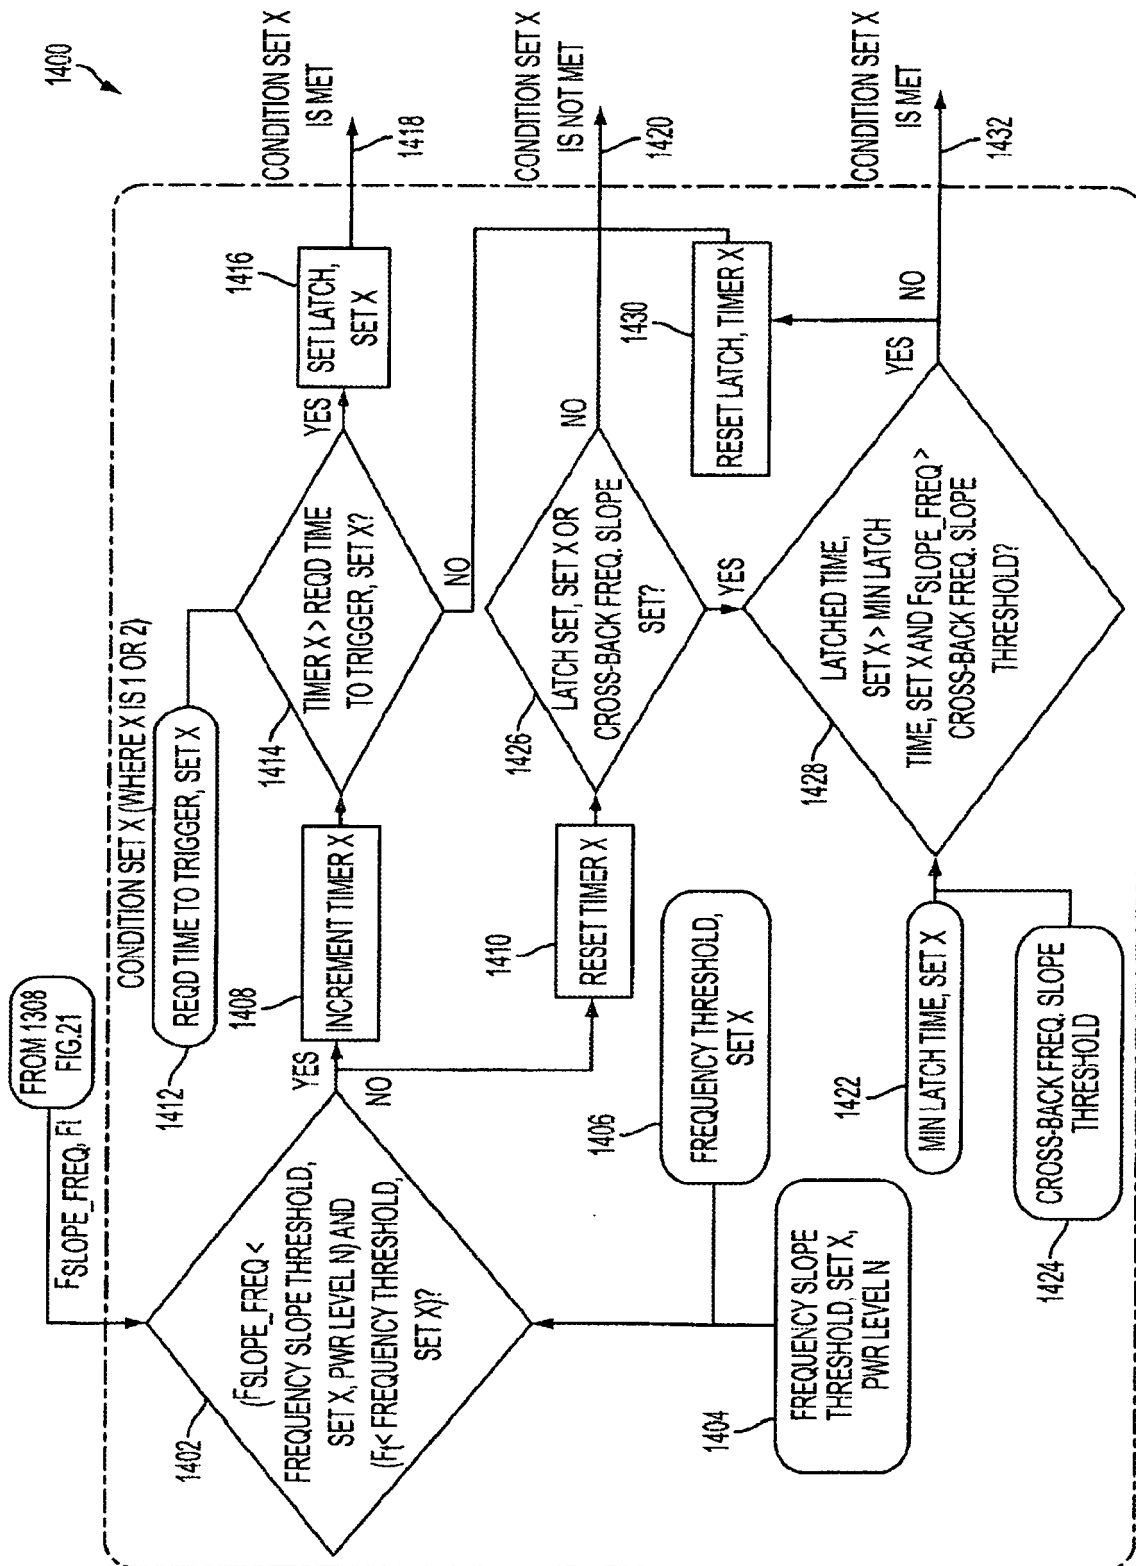 1400
FROM 1308
FIG.21
FSLOPE_FREQ, Ft
CONDITION SET X (WHERE X IS 1 OR 2)
1402
(FSLOPE_FREQ <
FREQUENCY SLOPE THRESHOLD,
SET X, PWR LEVEL N) AND
(Ft< FREQUENCY THRESHOLD,
SET X)?
YES
NO
1404
FREQUENCY SLOPE
THRESHOLD, SET X,
PWR LEVEL N
1406
FREQUENCY THRESHOLD,
SET X
1412
REQD TIME TO TRIGGER, SET X
1408
INCREMENT TIMER X
1414
TIMER X > REQD TIME
TO TRIGGER, SET X?
YES
NO
1416
SET LATCH,
SET X
CONDITION SET X
IS MET
1418
1410
RESET TIMER X
1426
LATCH SET, SET X OR
CROSS-BACK FREQ. SLOPE
SET?
NO
YES
CONDITION SET X
IS NOT MET
1420
1422
MIN LATCH TIME, SET X
1424
CROSS-BACK FREQ. SLOPE
THRESHOLD
1428
LATCHED TIME,
SET X > MIN LATCH
TIME, SET X AND FSLOPE_FREQ >
CROSS-BACK FREQ. SLOPE
THRESHOLD?
YES
NO
1430
RESET LATCH, TIMER X
CONDITION SET X
IS MET
1432